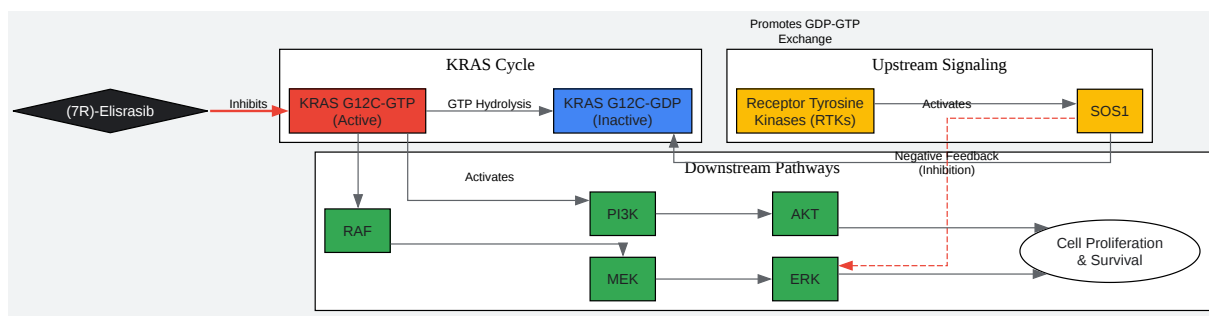 Promotes GDP-GTP
Exchange
KRAS Cycle
Upstream Signaling
(7R)-Elisrasib
Inhibits
KRAS G12C-GTP
(Active)
GTP Hydrolysis
KRAS G12C-GDP
(Inactive)
Receptor Tyrosine
Kinases (RTKs)
Activates
SOS1
Negative Feedback
(Inhibition)
Downstream Pathways
Activates
PI3K
AKT
RAF
Cell Proliferation
& Survival
MEK
ERK